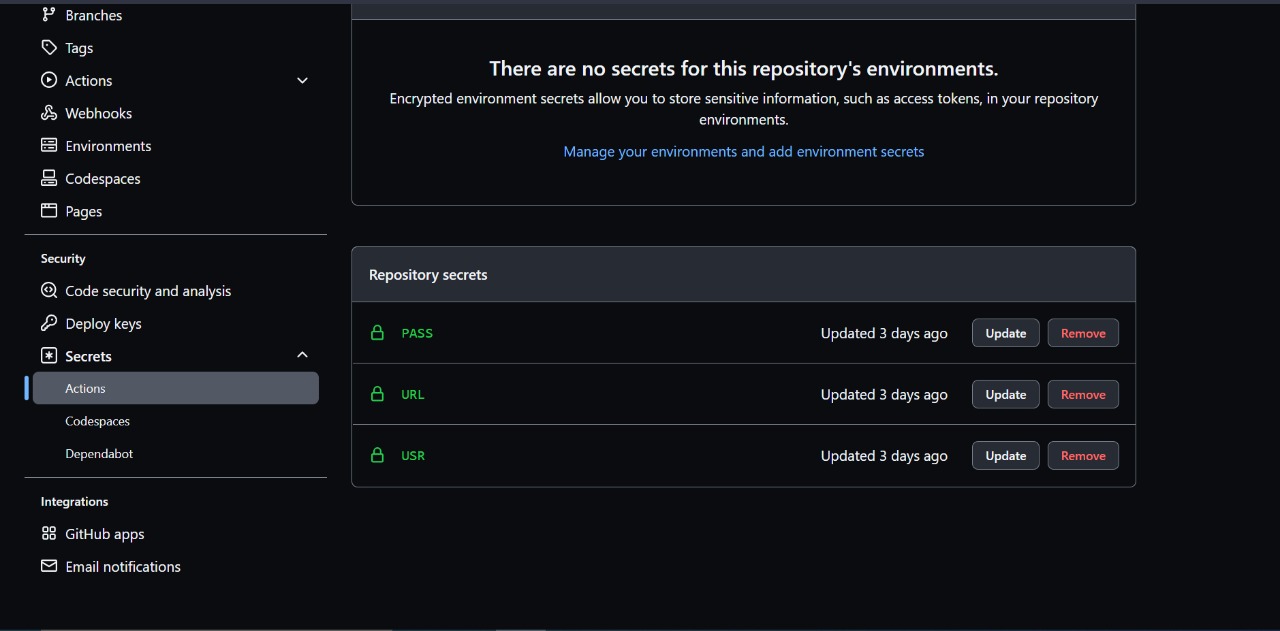 Branches
Tags
Actions
Webhooks
Environments
Codespaces
Pages
Security
Code security and analysis
Deploy keys
Secrets
Actions
Codespaces
Dependabot
Integrations
GitHub apps
Email notifications
There are no secrets for this repository's environments.
Encrypted environment secrets allow you to store sensitive information, such as access tokens, in your repository
environments.
Manage your environments and add environment secrets
Repository secrets
PASS Updated 3 days ago Update Remove
URL Updated 3 days ago Update Remove
USR Updated 3 days ago Update Remove